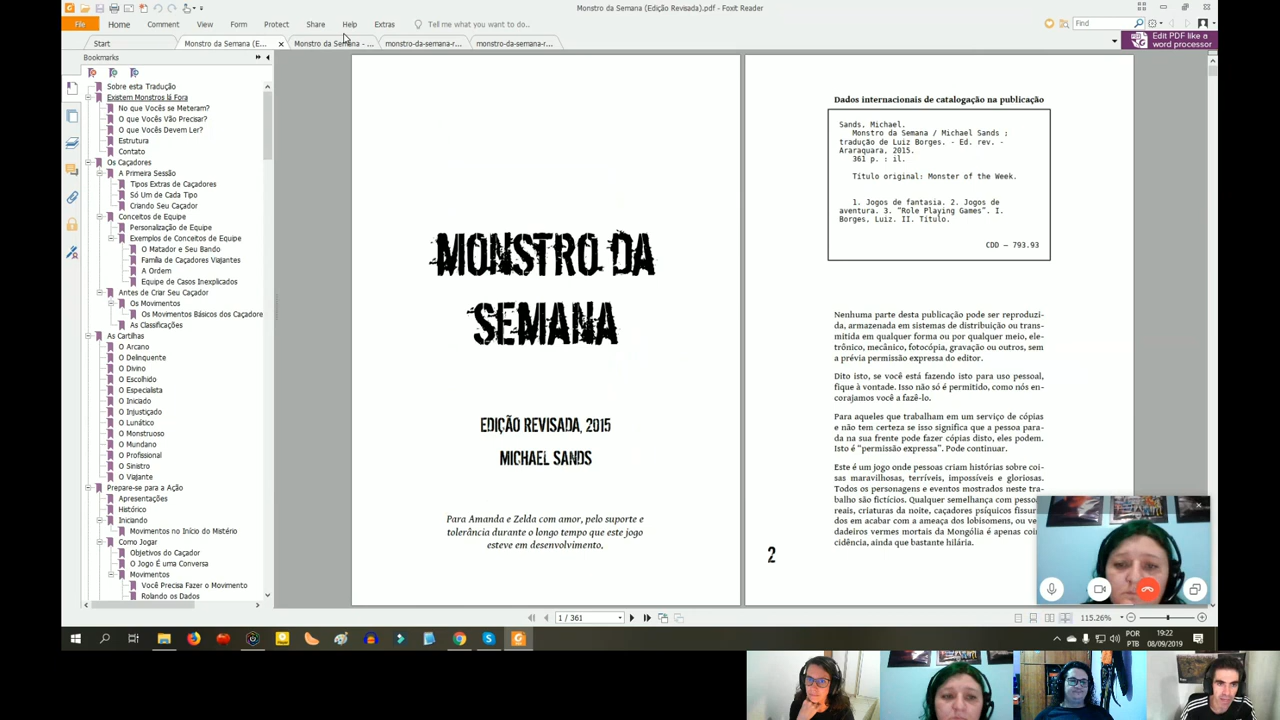 Monstro da Semana (Edição Revisada).pdf - Foxit Reader
File Home Comment View Form Protect Share Help Extras Tell me what you want to do.. Find
Start Monstro da Semana (E... Monstro da Semana - ... monstro-da-semana-r... monstro-da-semana-r... Edit PDF like a
word processor
Bookmarks
Sobre esta Tradução
Existem Monstros lá Fora
No que Vocês se Meteram?
O que Vocês Vão Precisar?
O que Vocês Devem Ler?
Estrutura
Contato
Os Caçadores
A Primeira Sessão
Tipos Extras de Caçadores
Só Um de Cada Tipo
Criando Seu Caçador
Conceitos de Equipe
Personalização de Equipe
Exemplos de Conceitos de Equipe
O Matador e Seu Bando
Família de Caçadores Viajantes
A Ordem
Equipe de Casos Inexplicados
Antes de Criar Seu Caçador
Os Movimentos
Os Movimentos Básicos dos Caçadore
As Classificações
As Cartilhas
O Arcano
O Delinquente
O Divino
O Escolhido
O Especialista
O Iniciado
O Injustiçado
O Lunático
O Monstruoso
O Mundano
O Profissional
O Sinistro
O Viajante
Prepare-se para a Ação
Apresentações
Histórico
Iniciando
Movimentos no Início do Mistério
Como Jogar
Objetivos do Caçador
O Jogo É uma Conversa
Movimentos
Você Precisa Fazer o Movimento
Rolando os Dados
MONSTRO DA
SEMANA
EDIÇÃO REVISADA, 2015
MICHAEL SANDS
Para Amanda e Zelda com amor, pelo suporte e
tolerância durante o longo tempo que este jogo
esteve em desenvolvimento.
Dados internacionais de catalogação na publicação
Sands, Michael.
Monstro da Semana / Michael Sands ;
tradução de Luiz Borges. - Ed. rev. -
Araraquara, 2015.
361 p. : il.
Título original: Monster of the Week.
1. Jogos de fantasia. 2. Jogos de
aventura. 3. "Role Playing Games". I.
Borges, Luiz. II. Título.
CDD – 793.93
Nenhuma parte desta publicação pode ser reproduzi-
da, armazenada em sistemas de distribuição ou trans-
mitida em qualquer forma ou por qualquer meio, ele-
trônico, mecânico, fotocópia, gravação ou outros, sem
a prévia permissão expressa do editor.
Dito isto, se você está fazendo isto para uso pessoal,
fique à vontade. Isso não só é permitido, como nós en-
corajamos você a fazê-lo.
Para aqueles que trabalham em um serviço de cópias
e não tem certeza se isso significa que a pessoa para-
da na sua frente pode fazer cópias disto, eles podem.
Isto é "permissão expressa". Pode continuar.
Este é um jogo onde pessoas criam histórias sobre coi-
sas maravilhosas, terríveis, impossíveis e gloriosas.
Todos os personagens e eventos mostrados neste tra-
balho são fictícios. Qualquer semelhança com pesso
reais, criaturas da noite, caçadores psíquicos fissur
dos em acabar com a ameaça dos lobisomens, ou ve
dadeiros vermes mortais da Mongólia é apenas coin
cidência, ainda que bastante hilária.
2
1 / 361
115.26%
POR
PTB
19:22
08/09/2019